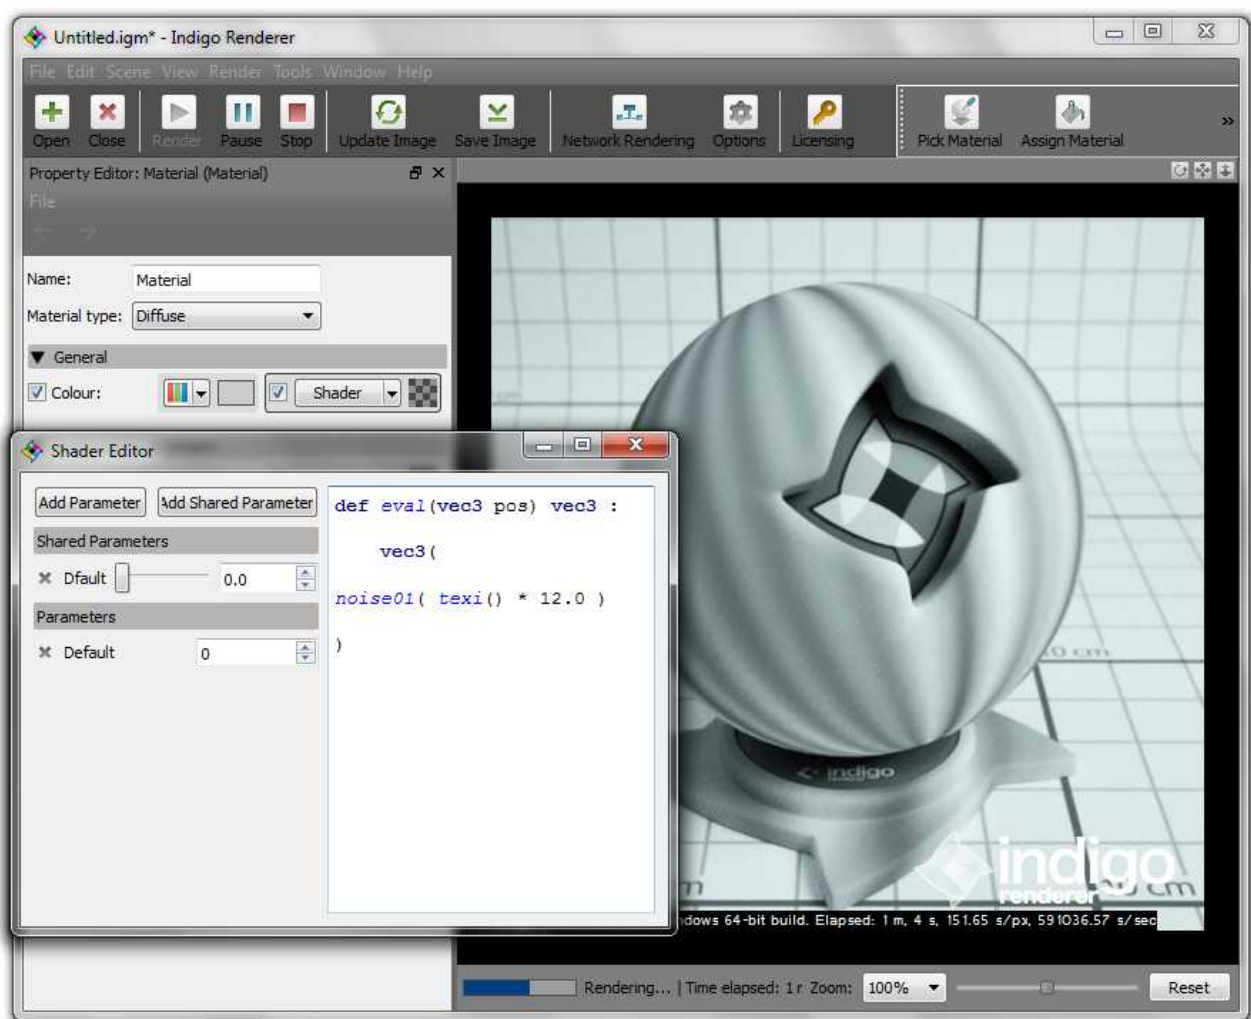 Untitled.igm* - Indigo Renderer
File Edit Scene View Render Tools Window Help
Open Close Render Pause Stop Update Image Save Image Network Rendering Options Licensing Pick Material Assign Material »
Property Editor: Material (Material)
File
Name: Material
Material type: Diffuse
General
Colour: Shader
Shader Editor
Add Parameter Add Shared Parameter
Shared Parameters
Dfault 0.0
Parameters
Default 0
def eval(vec3 pos) vec3 :
vec3(
noise01( texi() * 12.0 )
)
0 cm
indigo
indigo
renderer
cm
dows 64-bit build. Elapsed: 1 m, 4 s, 151.65 s/px, 591036.57 s/sec
Rendering... | Time elapsed: 1 r Zoom: 100% Reset